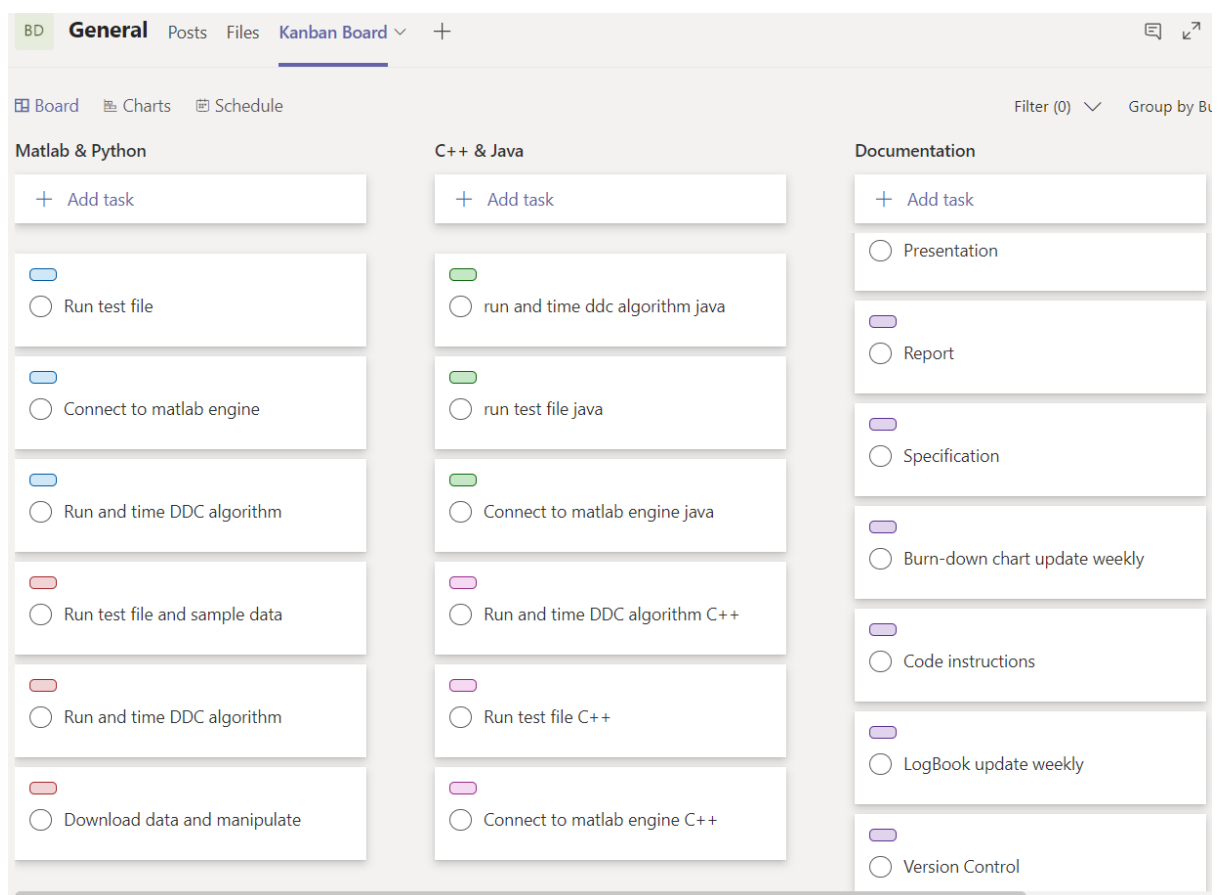 BD General Posts Files Kanban Board
Board Charts Schedule Filter (0) Group by Bu
Matlab & Python
Add task
Run test file
Connect to matlab engine
Run and time DDC algorithm
Run test file and sample data
Run and time DDC algorithm
Download data and manipulate
C++ & Java
Add task
run and time ddc algorithm java
run test file java
Connect to matlab engine java
Run and time DDC algorithm C++
Run test file C++
Connect to matlab engine C++
Documentation
Add task
Presentation
Report
Specification
Burn-down chart update weekly
Code instructions
LogBook update weekly
Version Control